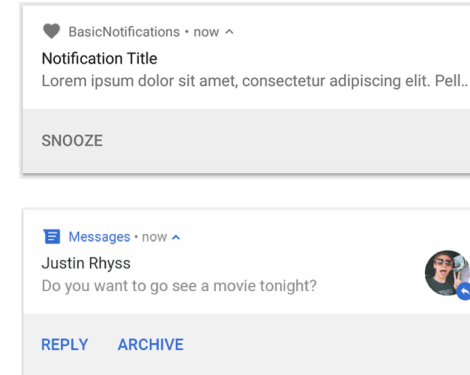 BasicNotifications • now
Notification Title
Lorem ipsum dolor sit amet, consectetur adipiscing elit. Pell..
SNOOZE
Messages • now
Justin Rhyss
Do you want to go see a movie tonight?
REPLY ARCHIVE